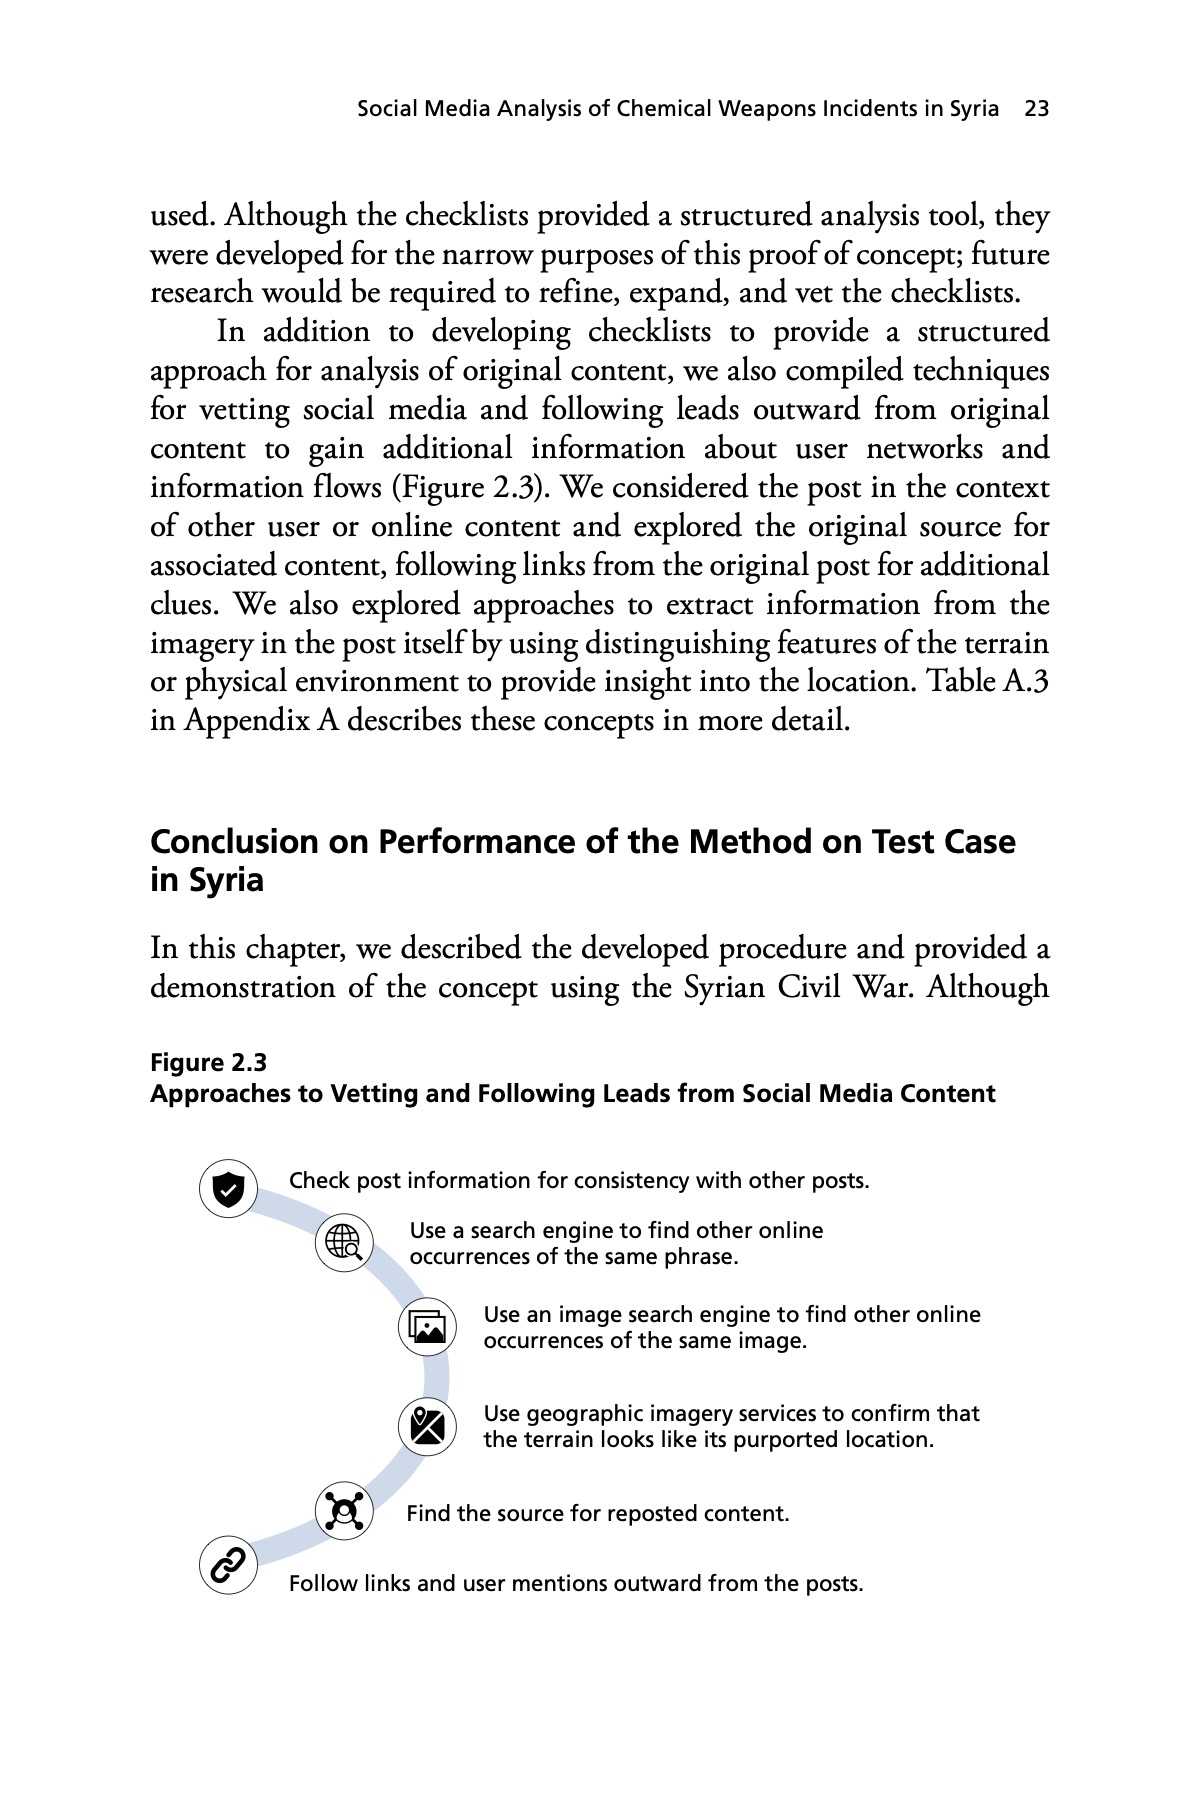 Social Media Analysis of Chemical Weapons Incidents in Syria 23
used. Although the checklists provided a structured analysis tool, they
were developed for the narrow purposes of this proof of concept; future
research would be required to refine, expand, and vet the checklists.
In addition to developing checklists to provide a structured
approach for analysis of original content, we also compiled techniques
for vetting social media and following leads outward from original
content to gain additional information about user networks and
information flows (Figure 2.3). We considered the post in the context
of other user or online content and explored the original source for
associated content, following links from the original post for additional
clues. We also explored approaches to extract information from the
imagery in the post itself by using distinguishing features of the terrain
or physical environment to provide insight into the location. Table A.3
in Appendix A describes these concepts in more detail.
Conclusion on Performance of the Method on Test Case
in Syria
In this chapter, we described the developed procedure and provided a
demonstration of the concept using the Syrian Civil War. Although
Figure 2.3
Approaches to Vetting and Following Leads from Social Media Content
Check post information for consistency with other posts.
Use a search engine to find other online
occurrences of the same phrase.
Use an image search engine to find other online
occurrences of the same image.
Use geographic imagery services to confirm that
the terrain looks like its purported location.
Find the source for reposted content.
Follow links and user mentions outward from the posts.